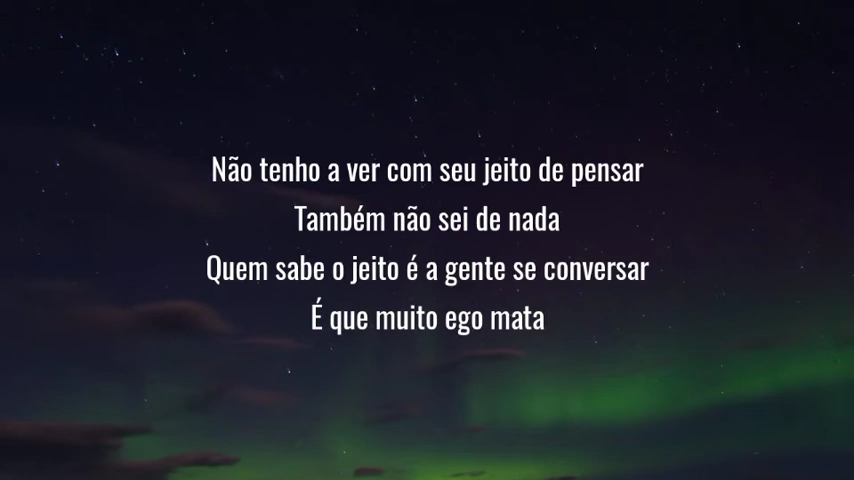 Não tenho a ver com seu jeito de pensar
Também não sei de nada
Quem sabe o jeito é a gente se conversar
É que muito ego mata